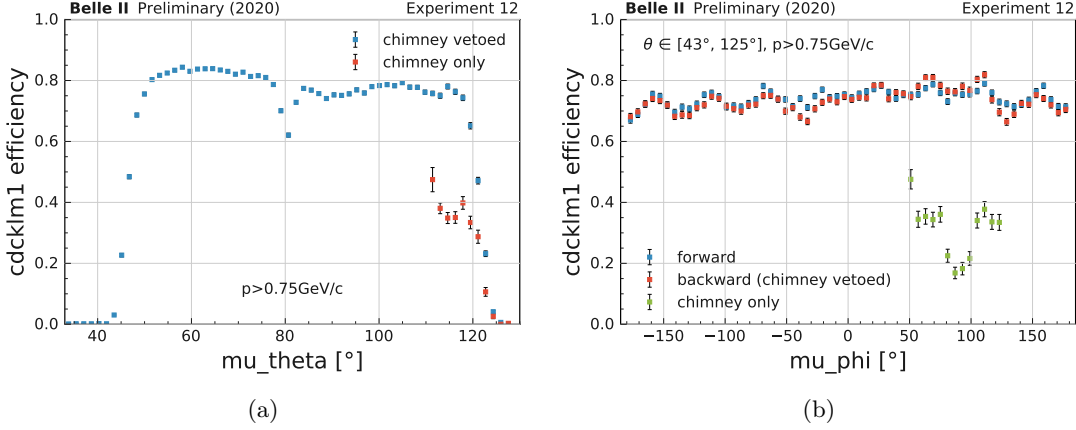 Belle II Preliminary (2020) Experiment 12
1.0
0.8
0.6
0.4
0.2
0.0
cdcklm1 efficiency
chimney vetoed
chimney only
p>0.75GeV/c
40 60 80 100 120
mu_theta [°]
(a)
Belle II Preliminary (2020) Experiment 12
1.0
0.8
0.6
0.4
0.2
0.0
cdcklm1 efficiency
θ ∈ [43°, 125°], p>0.75GeV/c
forward
backward (chimney vetoed)
chimney only
−150 −100 −50 0 50 100 150
mu_phi [°]
(b)